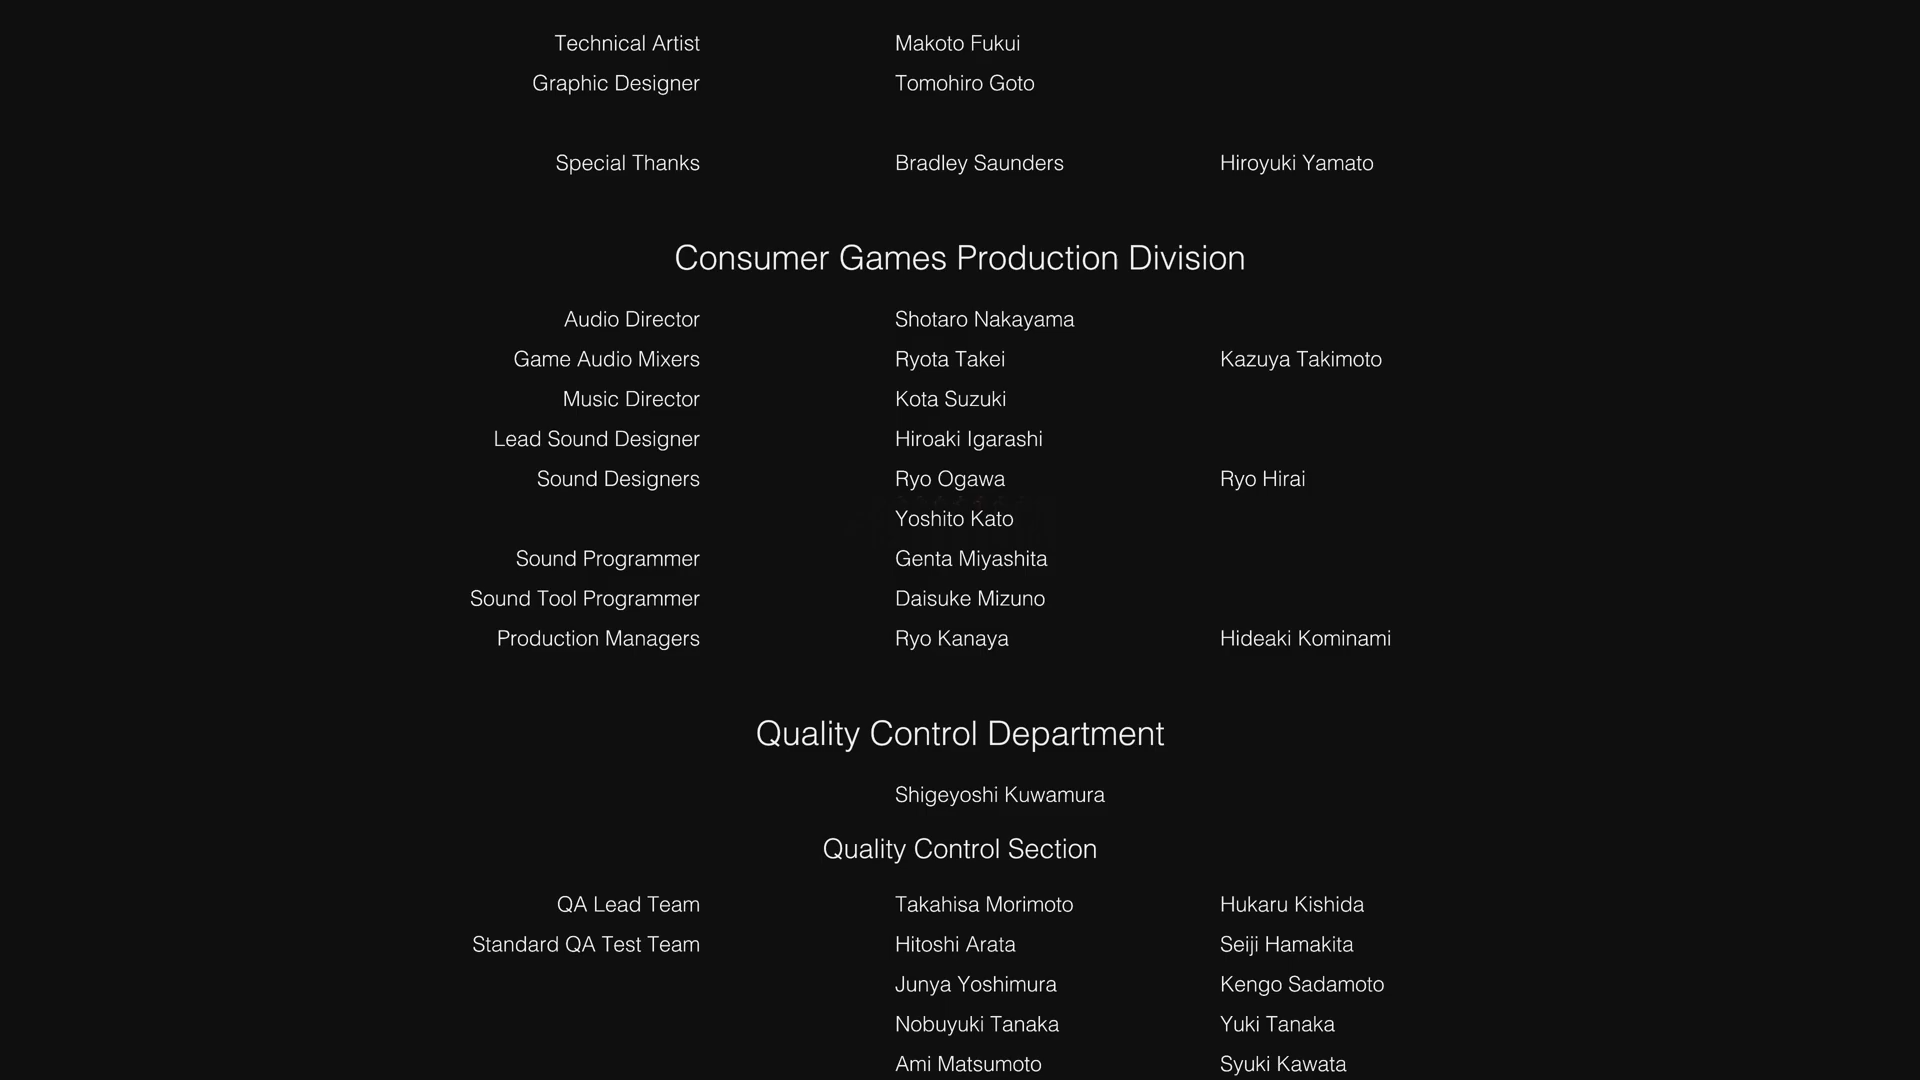 Technical Artist Makoto Fukui
Graphic Designer Tomohiro Goto
Special Thanks Bradley Saunders Hiroyuki Yamato
Consumer Games Production Division
Audio Director Shotaro Nakayama
Game Audio Mixers Ryota Takei Kazuya Takimoto
Music Director Kota Suzuki
Lead Sound Designer Hiroaki Igarashi
Sound Designers Ryo Ogawa Ryo Hirai
Yoshito Kato
Sound Programmer Genta Miyashita
Sound Tool Programmer Daisuke Mizuno
Production Managers Ryo Kanaya Hideaki Kominami
Quality Control Department
Shigeyoshi Kuwamura
Quality Control Section
QA Lead Team Takahisa Morimoto Hukaru Kishida
Standard QA Test Team Hitoshi Arata Seiji Hamakita
Junya Yoshimura Kengo Sadamoto
Nobuyuki Tanaka Yuki Tanaka
Ami Matsumoto Syuki Kawata